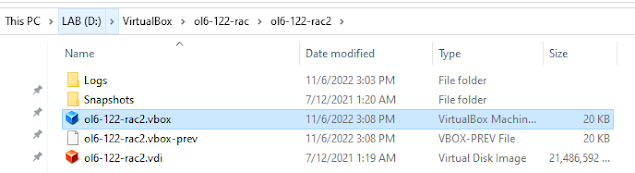 This PC > LAB (D:) > VirtualBox > ol6-122-rac > ol6-122-rac2 >
Name Date modified Type Size
Logs 11/6/2022 3:03 PM File folder
Snapshots 7/12/2021 1:20 AM File folder
ol6-122-rac2.vbox 11/6/2022 3:08 PM VirtualBox Machin... 20 KB
ol6-122-rac2.vbox-prev 11/6/2022 3:08 PM VBOX-PREV File 20 KB
ol6-122-rac2.vdi 7/12/2021 1:19 AM Virtual Disk Image 21,486,592 ...